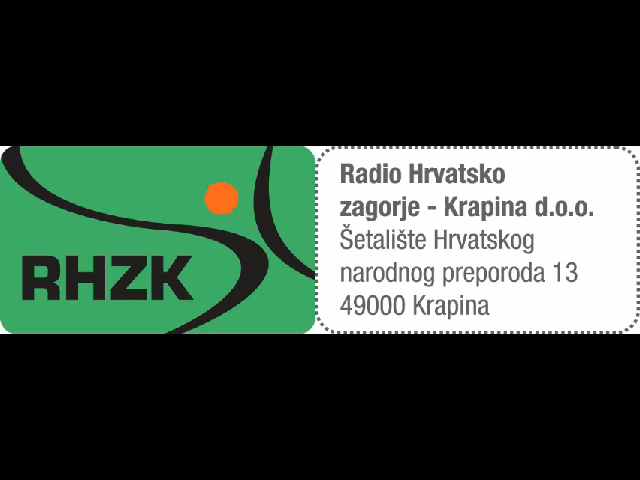 RHZK
Radio Hrvatsko
zagorje - Krapina d.o.o.
Šetalište Hrvatskog
narodnog preporoda 13
49000 Krapina